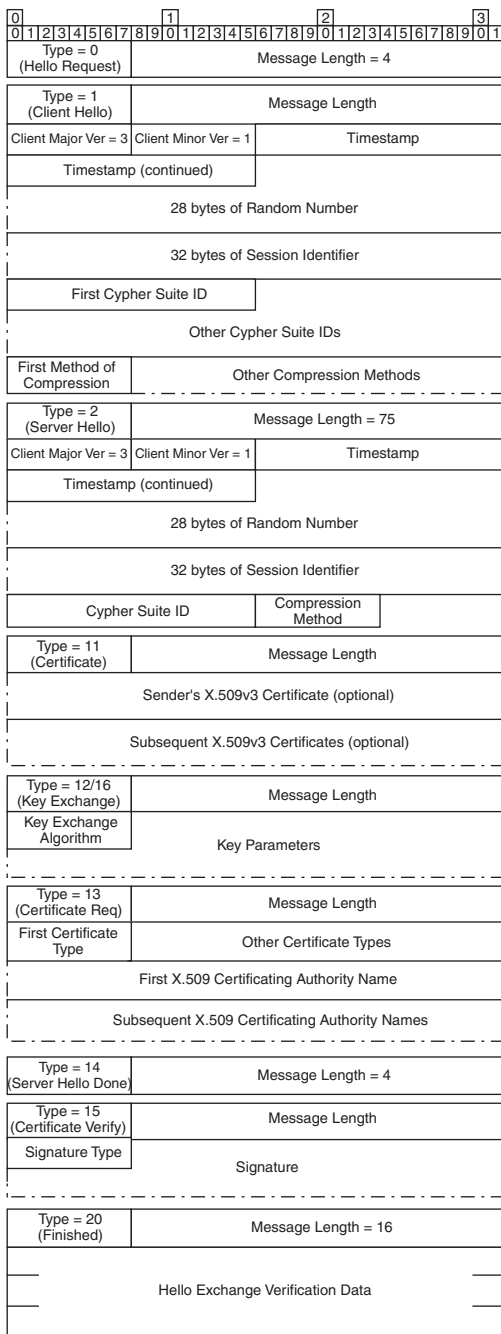 0 1 2 3
0 1 2 3 4 5 6 7 8 9 0 1 2 3 4 5 6 7 8 9 0 1 2 3 4 5 6 7 8 9 0 1
Type = 0
(Hello Request)
Message Length = 4
Type = 1
(Client Hello)
Message Length
Client Major Ver = 3
Client Minor Ver = 1
Timestamp
Timestamp (continued)
28 bytes of Random Number
32 bytes of Session Identifier
First Cypher Suite ID
Other Cypher Suite IDs
First Method of
Compression
Other Compression Methods
Type = 2
(Server Hello)
Message Length = 75
Client Major Ver = 3
Client Minor Ver = 1
Timestamp
Timestamp (continued)
28 bytes of Random Number
32 bytes of Session Identifier
Cypher Suite ID
Compression
Method
Type = 11
(Certificate)
Message Length
Sender's X.509v3 Certificate (optional)
Subsequent X.509v3 Certificates (optional)
Type = 12/16
(Key Exchange)
Message Length
Key Exchange
Algorithm
Key Parameters
Type = 13
(Certificate Req)
Message Length
First Certificate
Type
Other Certificate Types
First X.509 Certificating Authority Name
Subsequent X.509 Certificating Authority Names
Type = 14
(Server Hello Done)
Message Length = 4
Type = 15
(Certificate Verify)
Message Length
Signature Type
Signature
Type = 20
(Finished)
Message Length = 16
Hello Exchange Verification Data